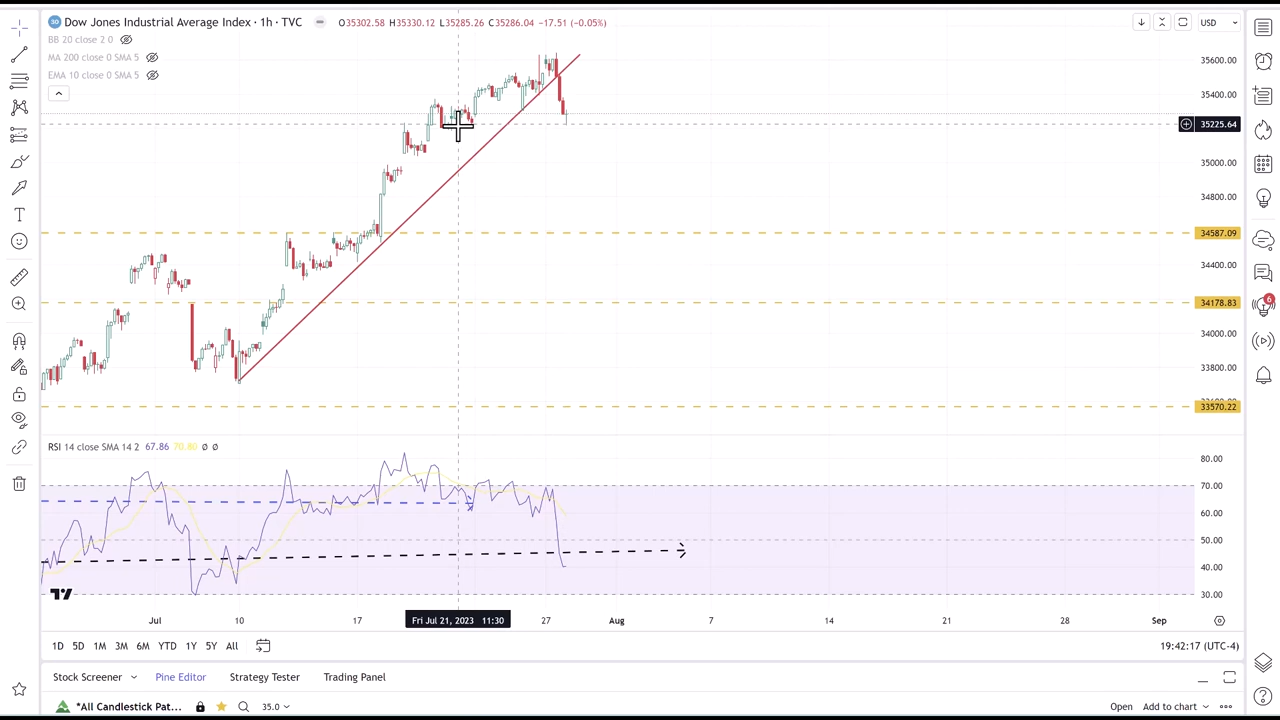 Dow Jones Industrial Average Index · 1h · TVC O35302.58 H35330.12 L35285.26 C35286.04 −17.51 (−0.05%) USD
BB 20 close 2 0
MA 200 close 0 SMA 5
EMA 10 close 0 SMA 5
35600.00
35400.00
35225.64
35000.00
34800.00
34587.09
34400.00
34178.83
34000.00
33800.00
33570.22
RSI 14 close SMA 14 2 67.86 70.80 Ø Ø
80.00
70.00
60.00
50.00
40.00
30.00
Jul 10 17 Fri Jul 21, 2023 11:30 27 Aug 7 14 21 28 Sep
1D 5D 1M 3M 6M YTD 1Y 5Y All 19:42:17 (UTC-4)
Stock Screener Pine Editor Strategy Tester Trading Panel
*All Candlestick Pat... 35.0 Open Add to chart
6